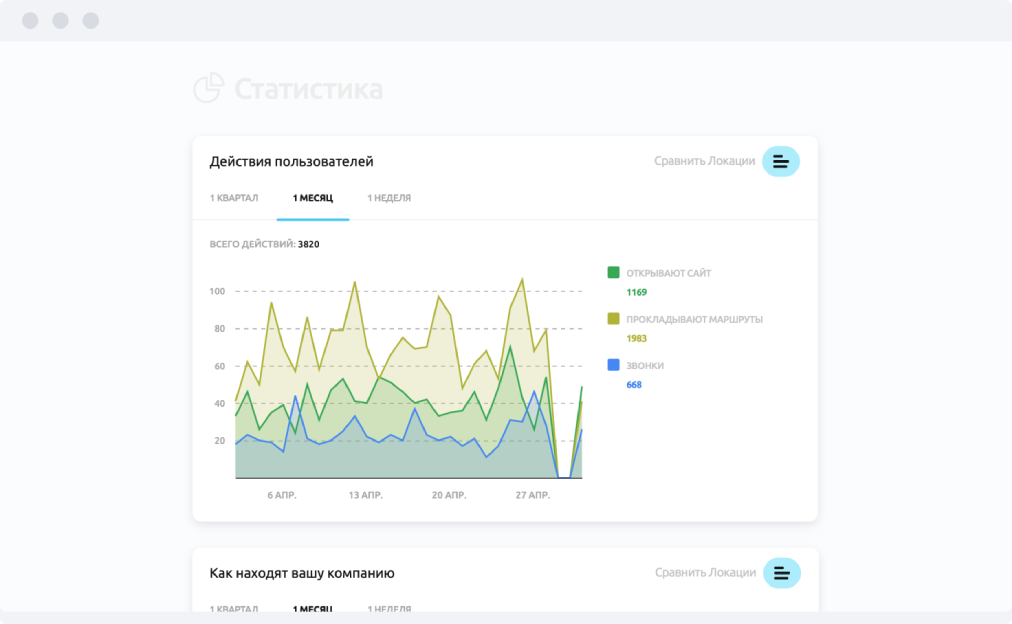 Статистика
Действия пользователей
Сравнить Локации
1 КВАРТАЛ 1 МЕСЯЦ 1 НЕДЕЛЯ
ВСЕГО ДЕЙСТВИЙ: 3820
100
80
60
40
20
6 АПР. 13 АПР. 20 АПР. 27 АПР.
ОТКРЫВАЮТ САЙТ
1169
ПРОКЛАДЫВАЮТ МАРШРУТЫ
1983
ЗВОНКИ
668
Как находят вашу компанию
Сравнить Локации
1 КВАРТАЛ 1 МЕСЯЦ 1 НЕДЕЛЯ